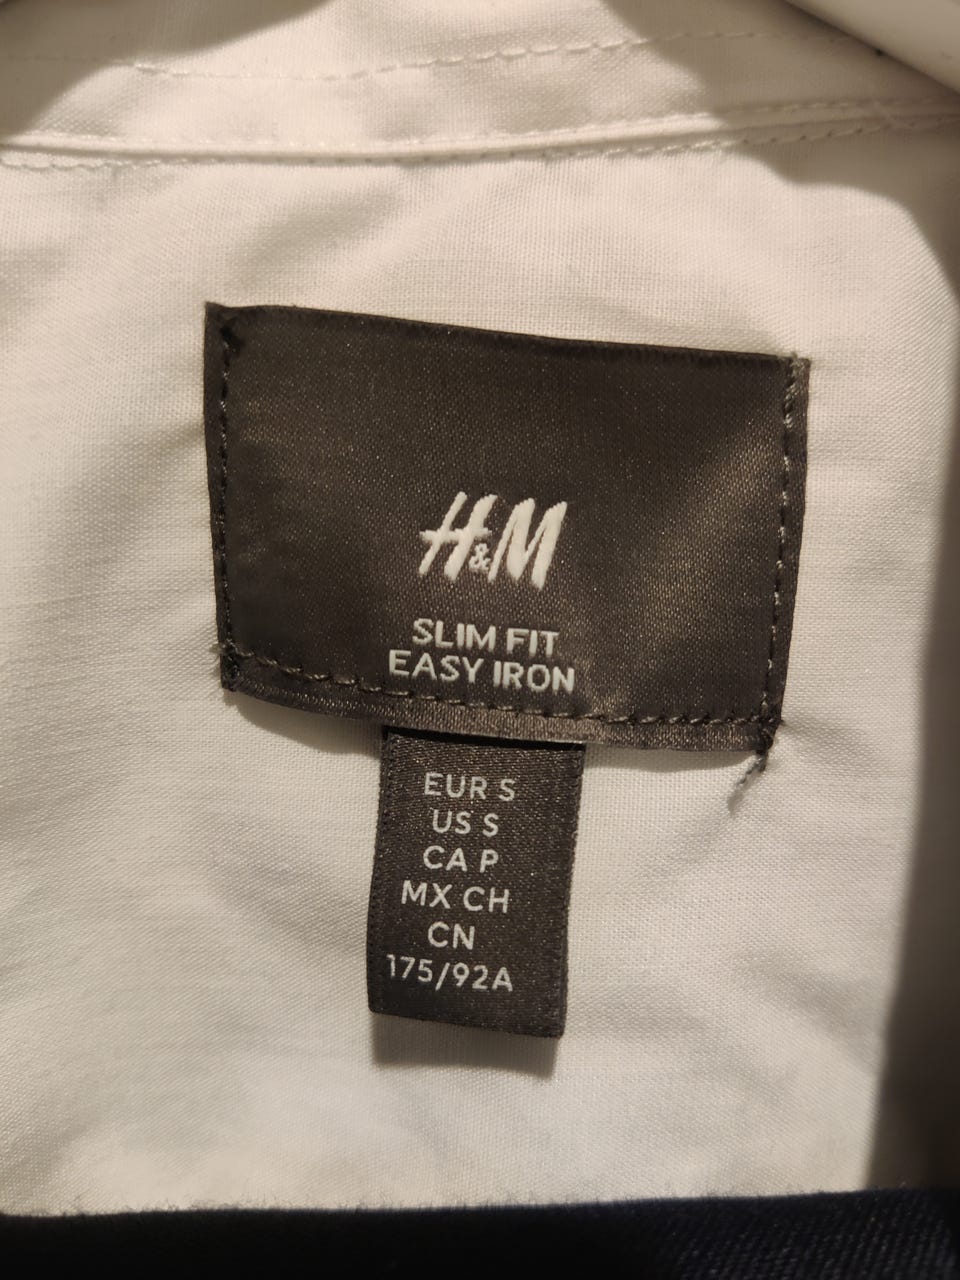 H&M
SLIM FIT
EASY IRON
EUR S
US S
CA P
MX CH
CN
175/92A